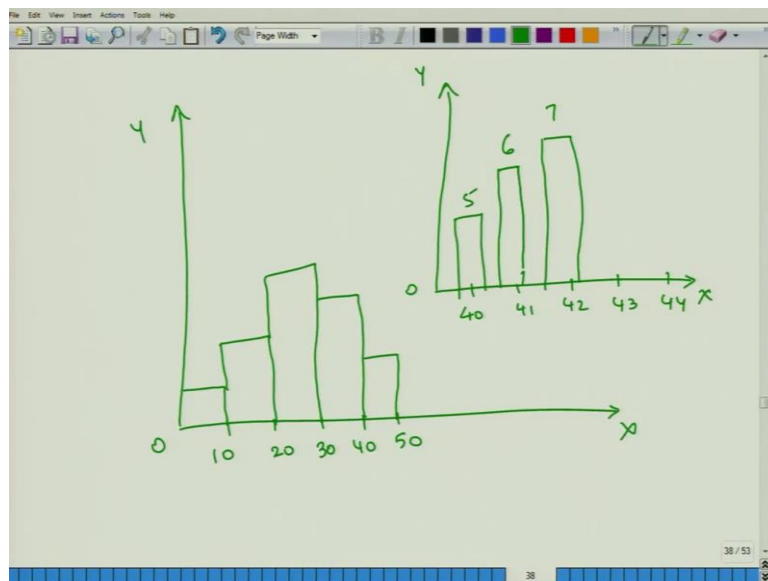 File Edit View Insert Actions Tools Help
Page Width
B I
Y
7
6
5
0
40 41 42 43 44 X
Y
0 10 20 30 40 50 X
38 / 53
38